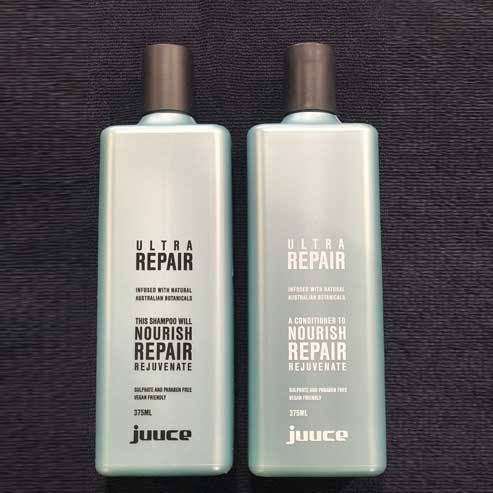 ULTRA
REPAIR
INFUSED WITH NATURAL
AUSTRALIAN BOTANICALS
THIS SHAMPOO WILL
NOURISH
REPAIR
REJUVENATE
SULPHATE AND PARABEN FREE
VEGAN FRIENDLY
375ML
juuce
ULTRA
REPAIR
INFUSED WITH NATURAL
AUSTRALIAN BOTANICALS
A CONDITIONER TO
NOURISH
REPAIR
REJUVENATE
SULPHATE AND PARABEN FREE
VEGAN FRIENDLY
375ML
juuce